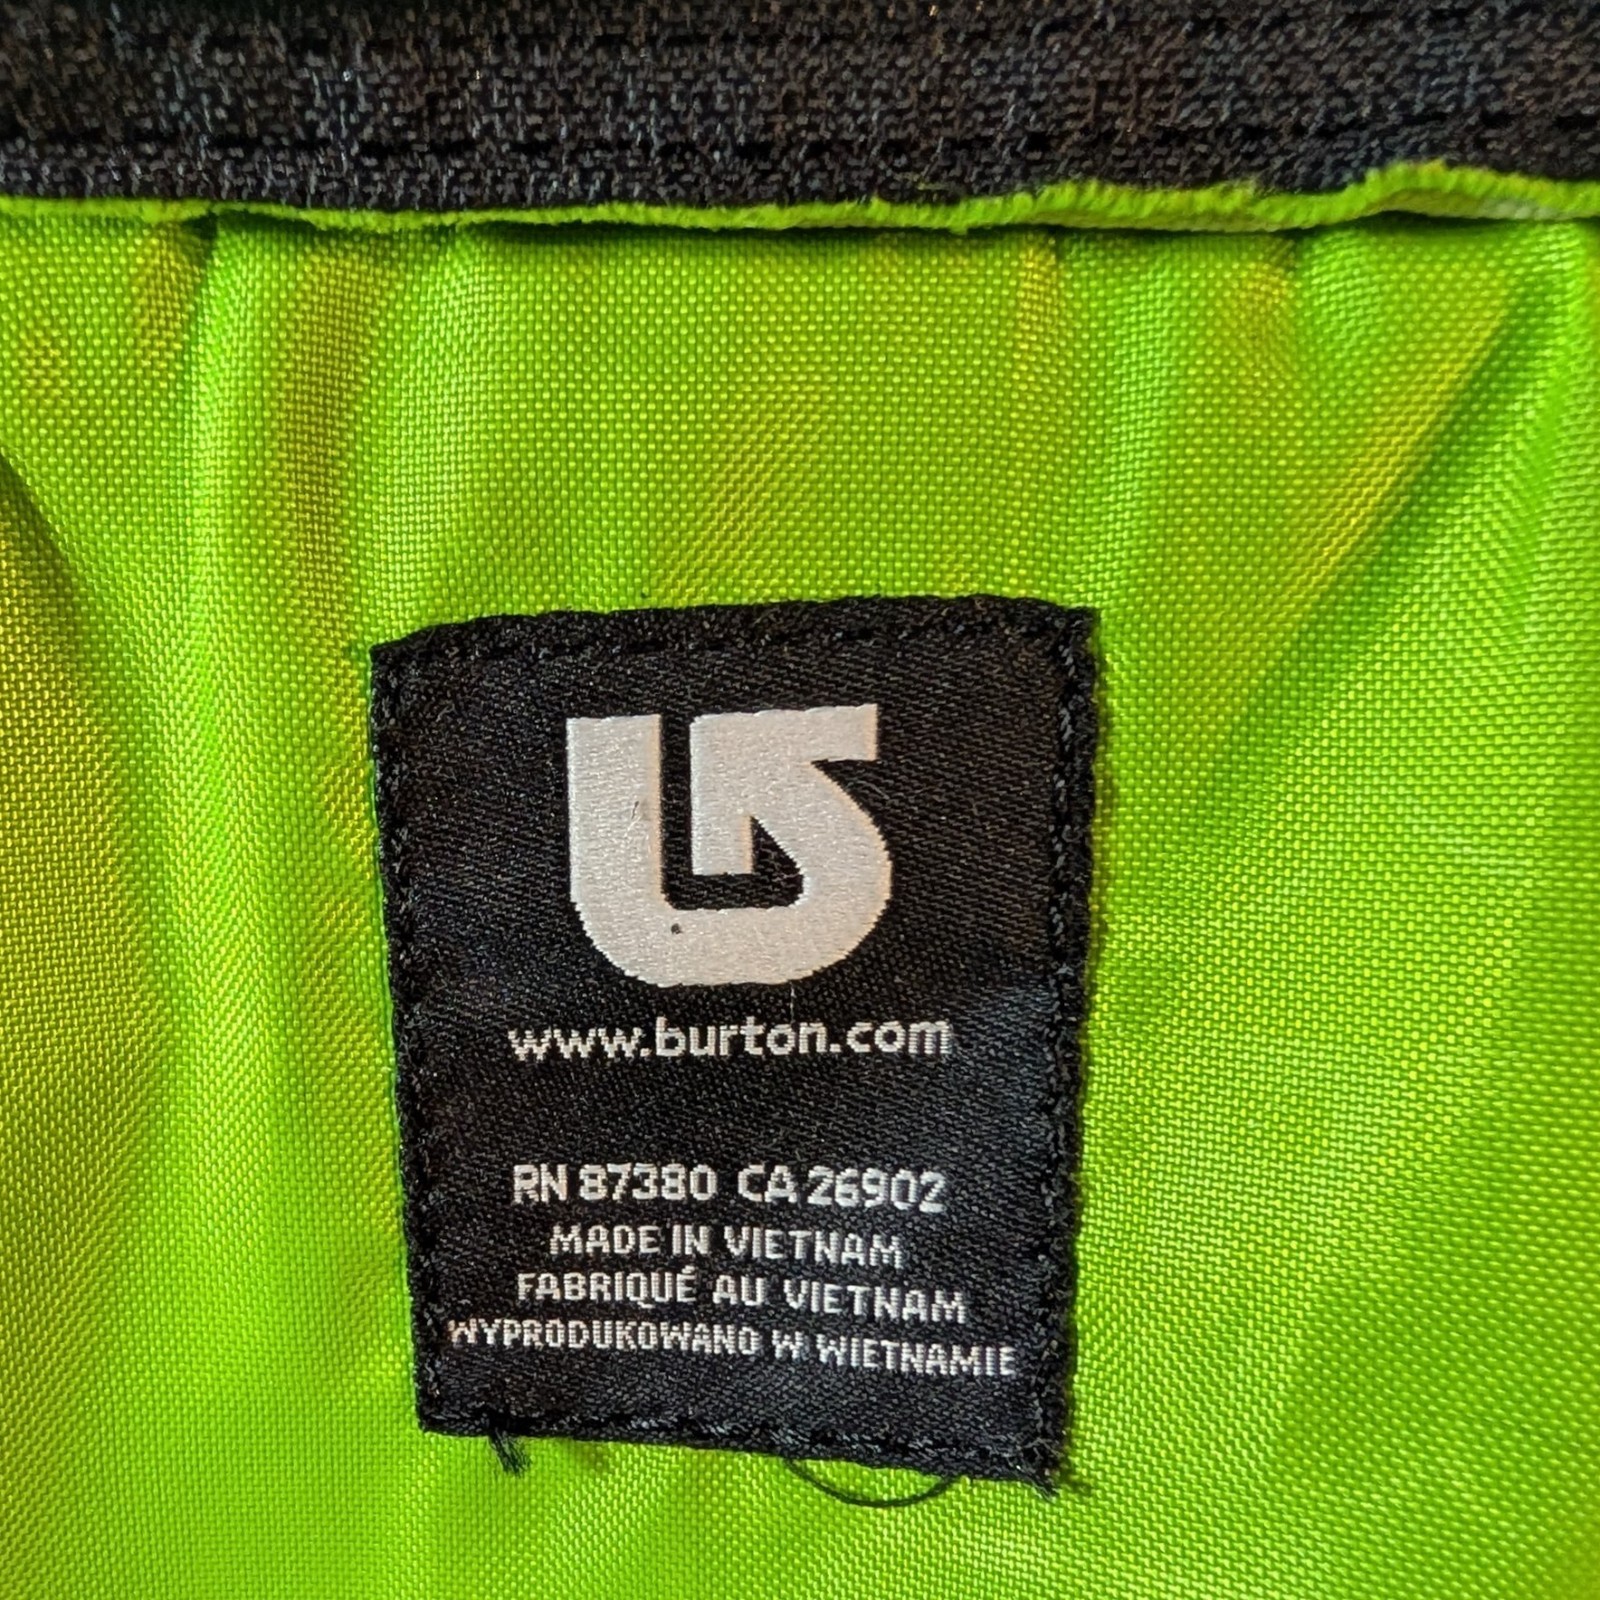 www.burton.com
RN 87380 CA 26902
MADE IN VIETNAM
FABRIQUÉ AU VIETNAM
WYPRODUKOWANO W WIETNAMIE